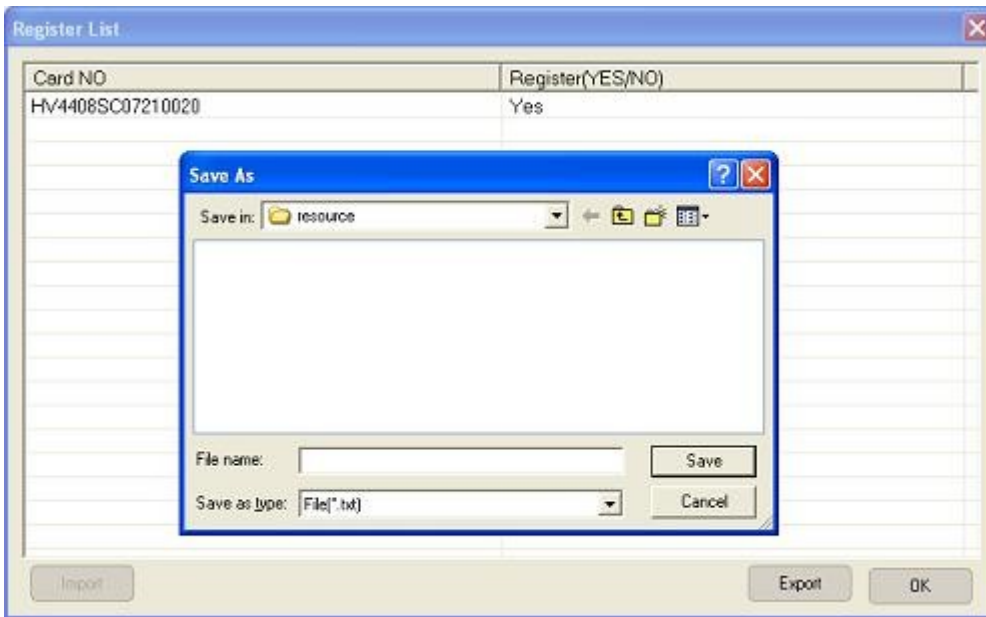 Register List
Card NO Register(YES/NO)
HV4408SC07210020 Yes
Save As
Save in: resource
File name: Save
Save as type: File(*.txt) Cancel
Import Export OK